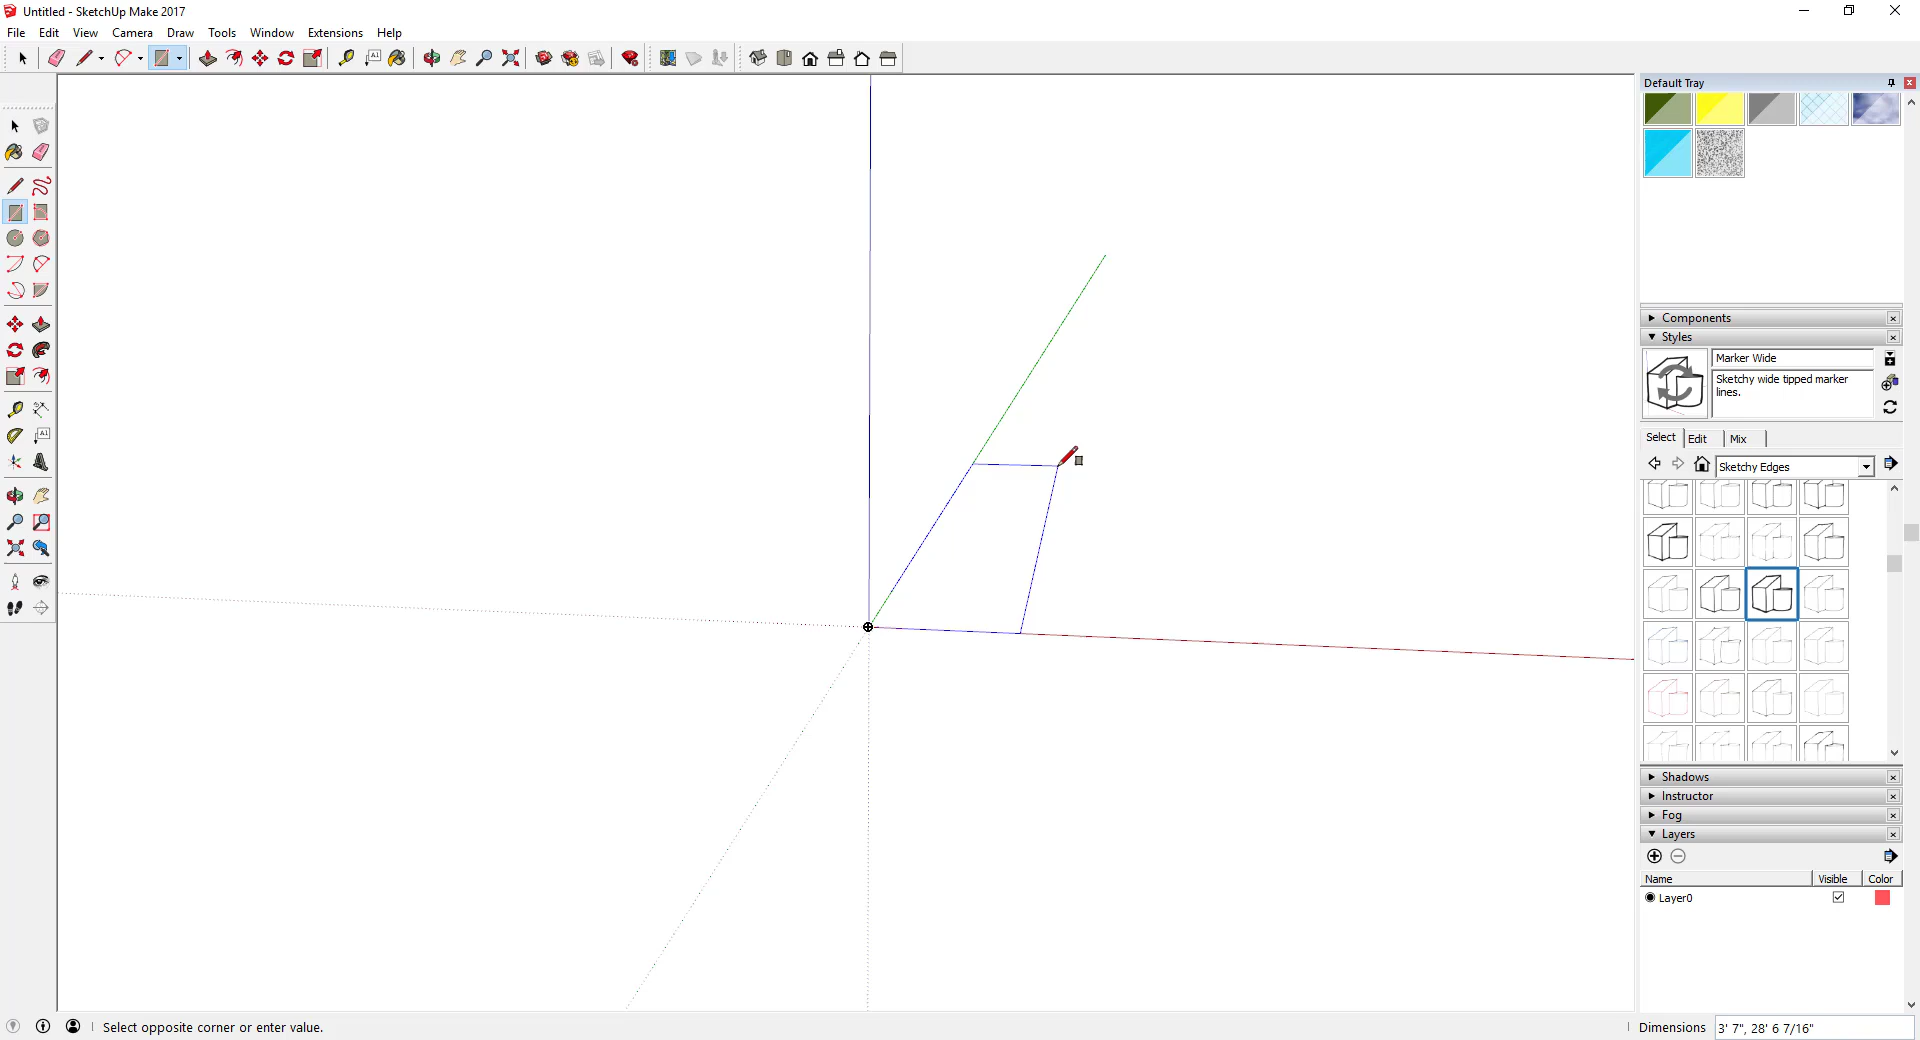 Untitled - SketchUp Make 2017
File Edit View Camera Draw Tools Window Extensions Help
A1
Default Tray
Components
Styles
Marker Wide
Sketchy wide tipped marker
lines.
A1
Select Edit Mix
Sketchy Edges
Shadows
Instructor
Fog
Layers
Name Visible Color
Layer0
Select opposite corner or enter value.
Dimensions 3' 7", 28' 6 7/16"